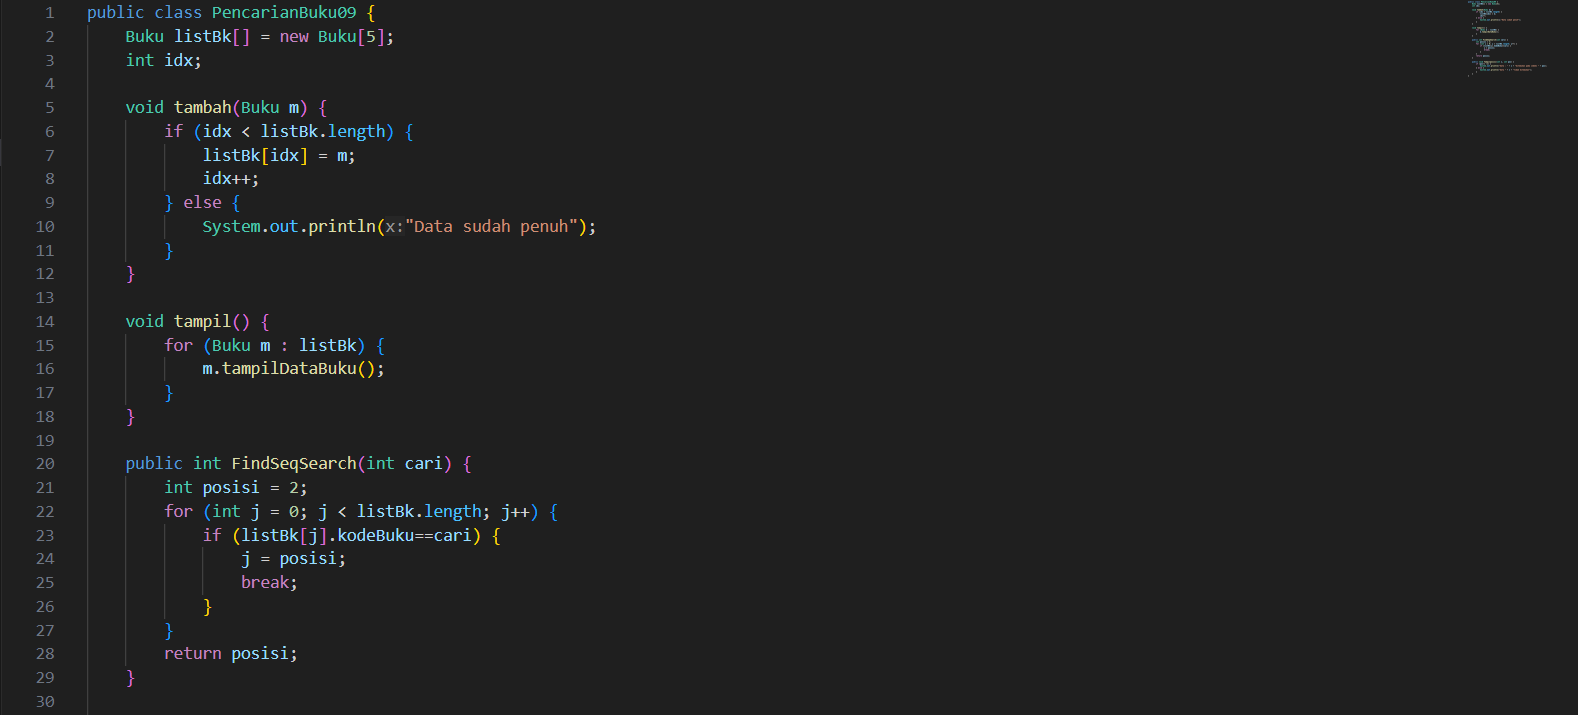 1 public class PencarianBuku09 {
2 Buku listBk[] = new Buku[5];
3 int idx;
4
5 void tambah(Buku m) {
6 if (idx < listBk.length) {
7 listBk[idx] = m;
8 idx++;
9 } else {
10 System.out.println(x:"Data sudah penuh");
11 }
12 }
13
14 void tampil() {
15 for (Buku m : listBk) {
16 m.tampilDataBuku();
17 }
18 }
19
20 public int FindSeqSearch(int cari) {
21 int posisi = 2;
22 for (int j = 0; j < listBk.length; j++) {
23 if (listBk[j].kodeBuku==cari) {
24 j = posisi;
25 break;
26 }
27 }
28 return posisi;
29 }
30